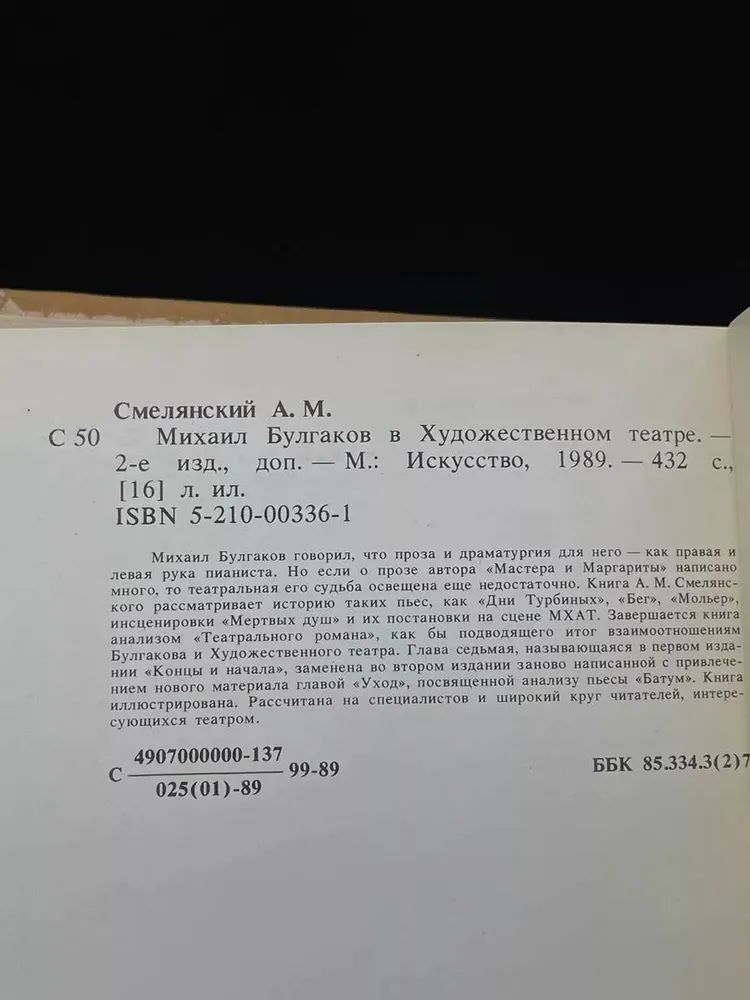 Смелянский А. М.
С 50 Михаил Булгаков в Художественном театре. —
2-е изд., доп. — М.: Искусство, 1989. — 432 с.,
[16] л. ил.
ISBN 5-210-00336-1
Михаил Булгаков говорил, что проза и драматургия для него — как правая и
левая рука пианиста. Но если о прозе автора «Мастера и Маргариты» написано
много, то театральная его судьба освещена еще недостаточно. Книга А. М. Смелянс-
кого рассматривает историю таких пьес, как «Дни Турбиных», «Бег», «Мольер»,
инсценировки «Мертвых душ» и их постановки на сцене МХАТ. Завершается книга
анализом «Театрального романа», как бы подводящего итог взаимоотношениям
Булгакова и Художественного театра. Глава седьмая, называющаяся в первом изда-
нии «Концы и начала», заменена во втором издании заново написанной с привлече-
нием нового материала главой «Уход», посвященной анализу пьесы «Батум». Книга
иллюстрирована. Рассчитана на специалистов и широкий круг читателей, интере-
сующихся театром.
С 4907000000-137 99-89
025(01)-89
ББК 85.334.3(2)7